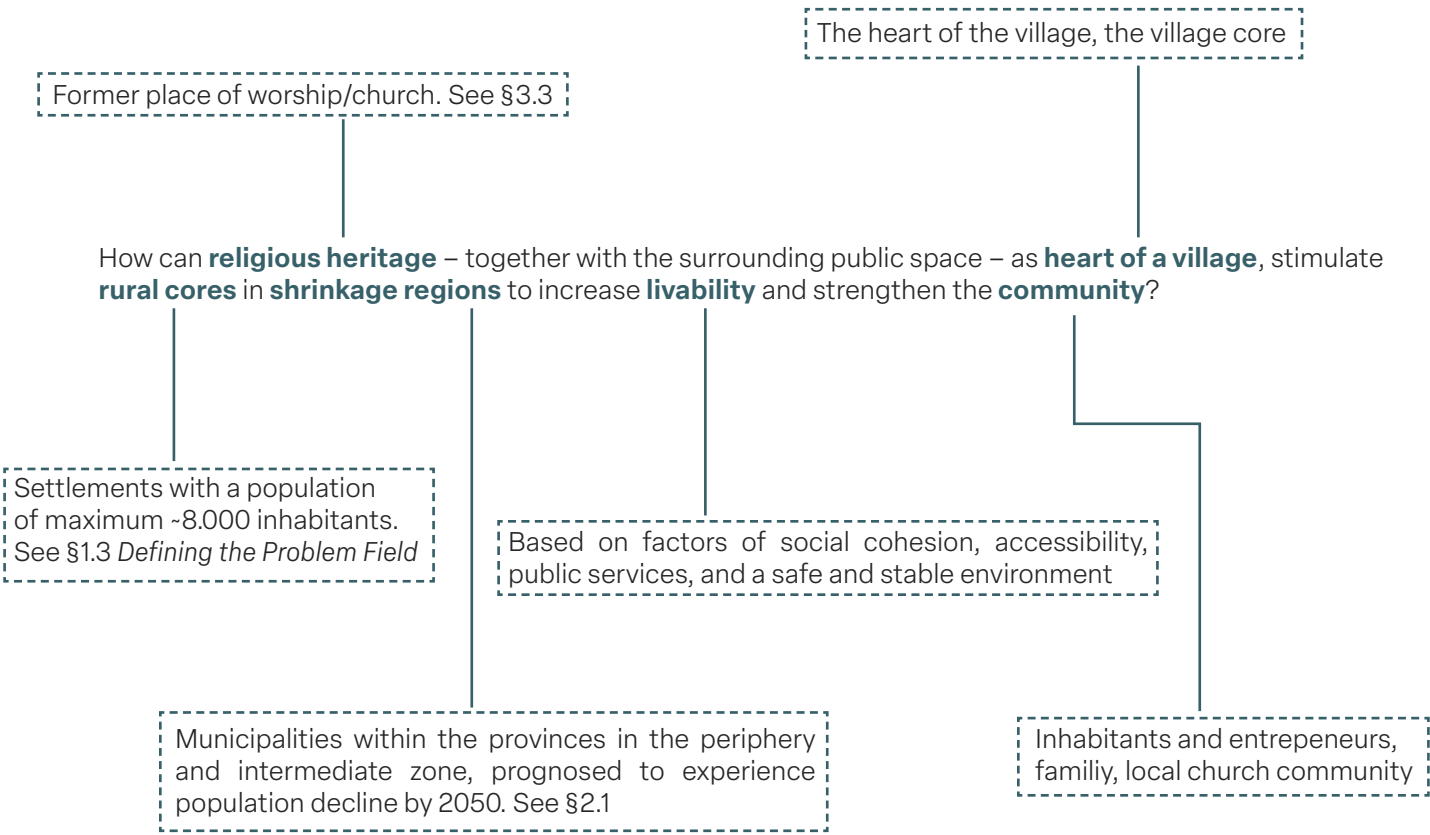 The heart of the village, the village core
Former place of worship/church. See §3.3
How can religious heritage – together with the surrounding public space – as heart of a village, stimulate
rural cores in shrinkage regions to increase livability and strengthen the community?
Settlements with a population
of maximum ~8.000 inhabitants.
See §1.3 Defining the Problem Field
Based on factors of social cohesion, accessibility,
public services, and a safe and stable environment
Municipalities within the provinces in the periphery
and intermediate zone, prognosed to experience
population decline by 2050. See §2.1
Inhabitants and entrepeneurs,
familiy, local church community